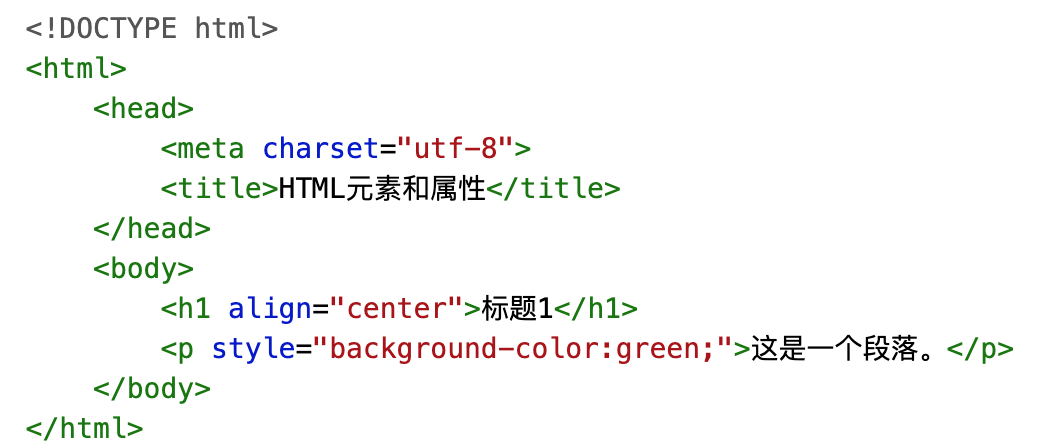 <!DOCTYPE html>
<html>
    <head>
        <meta charset="utf-8">
        <title>HTML元素和属性</title>
    </head>
    <body>
        <h1 align="center">标题1</h1>
        <p style="background-color:green;">这是一个段落。</p>
    </body>
</html>